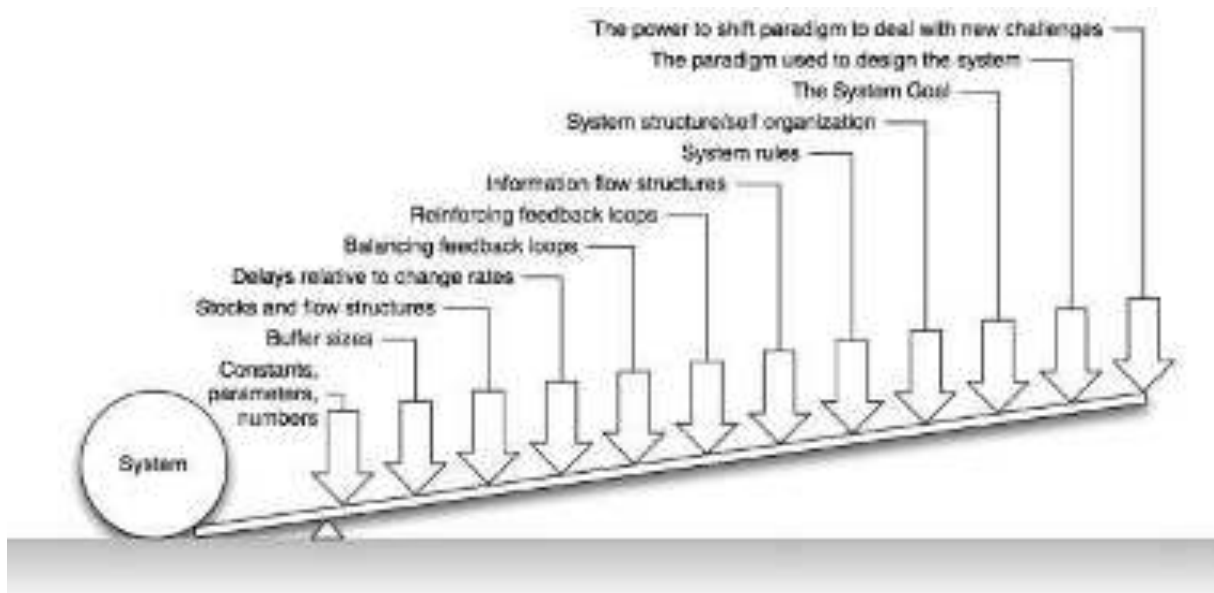 The power to shift paradigm to deal with new challenges
The paradigm used to design the system
The System Goal
System structure/self organization
System rules
Information flow structures
Reinforcing feedback loops
Balancing feedback loops
Delays relative to change rates
Stocks and flow structures
Buffer sizes
Constants,
parameters,
numbers
System